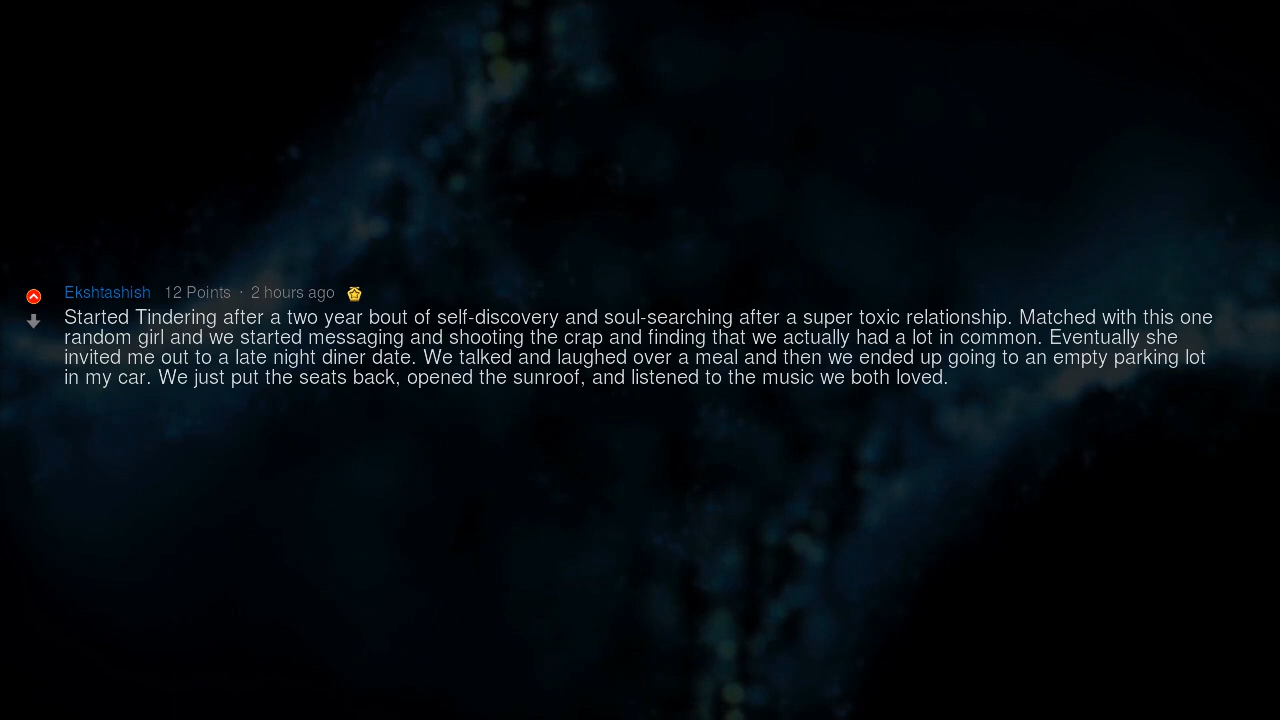 Ekshtashish 12 Points · 2 hours ago
Started Tindering after a two year bout of self-discovery and soul-searching after a super toxic relationship. Matched with this one
random girl and we started messaging and shooting the crap and finding that we actually had a lot in common. Eventually she
invited me out to a late night diner date. We talked and laughed over a meal and then we ended up going to an empty parking lot
in my car. We just put the seats back, opened the sunroof, and listened to the music we both loved.